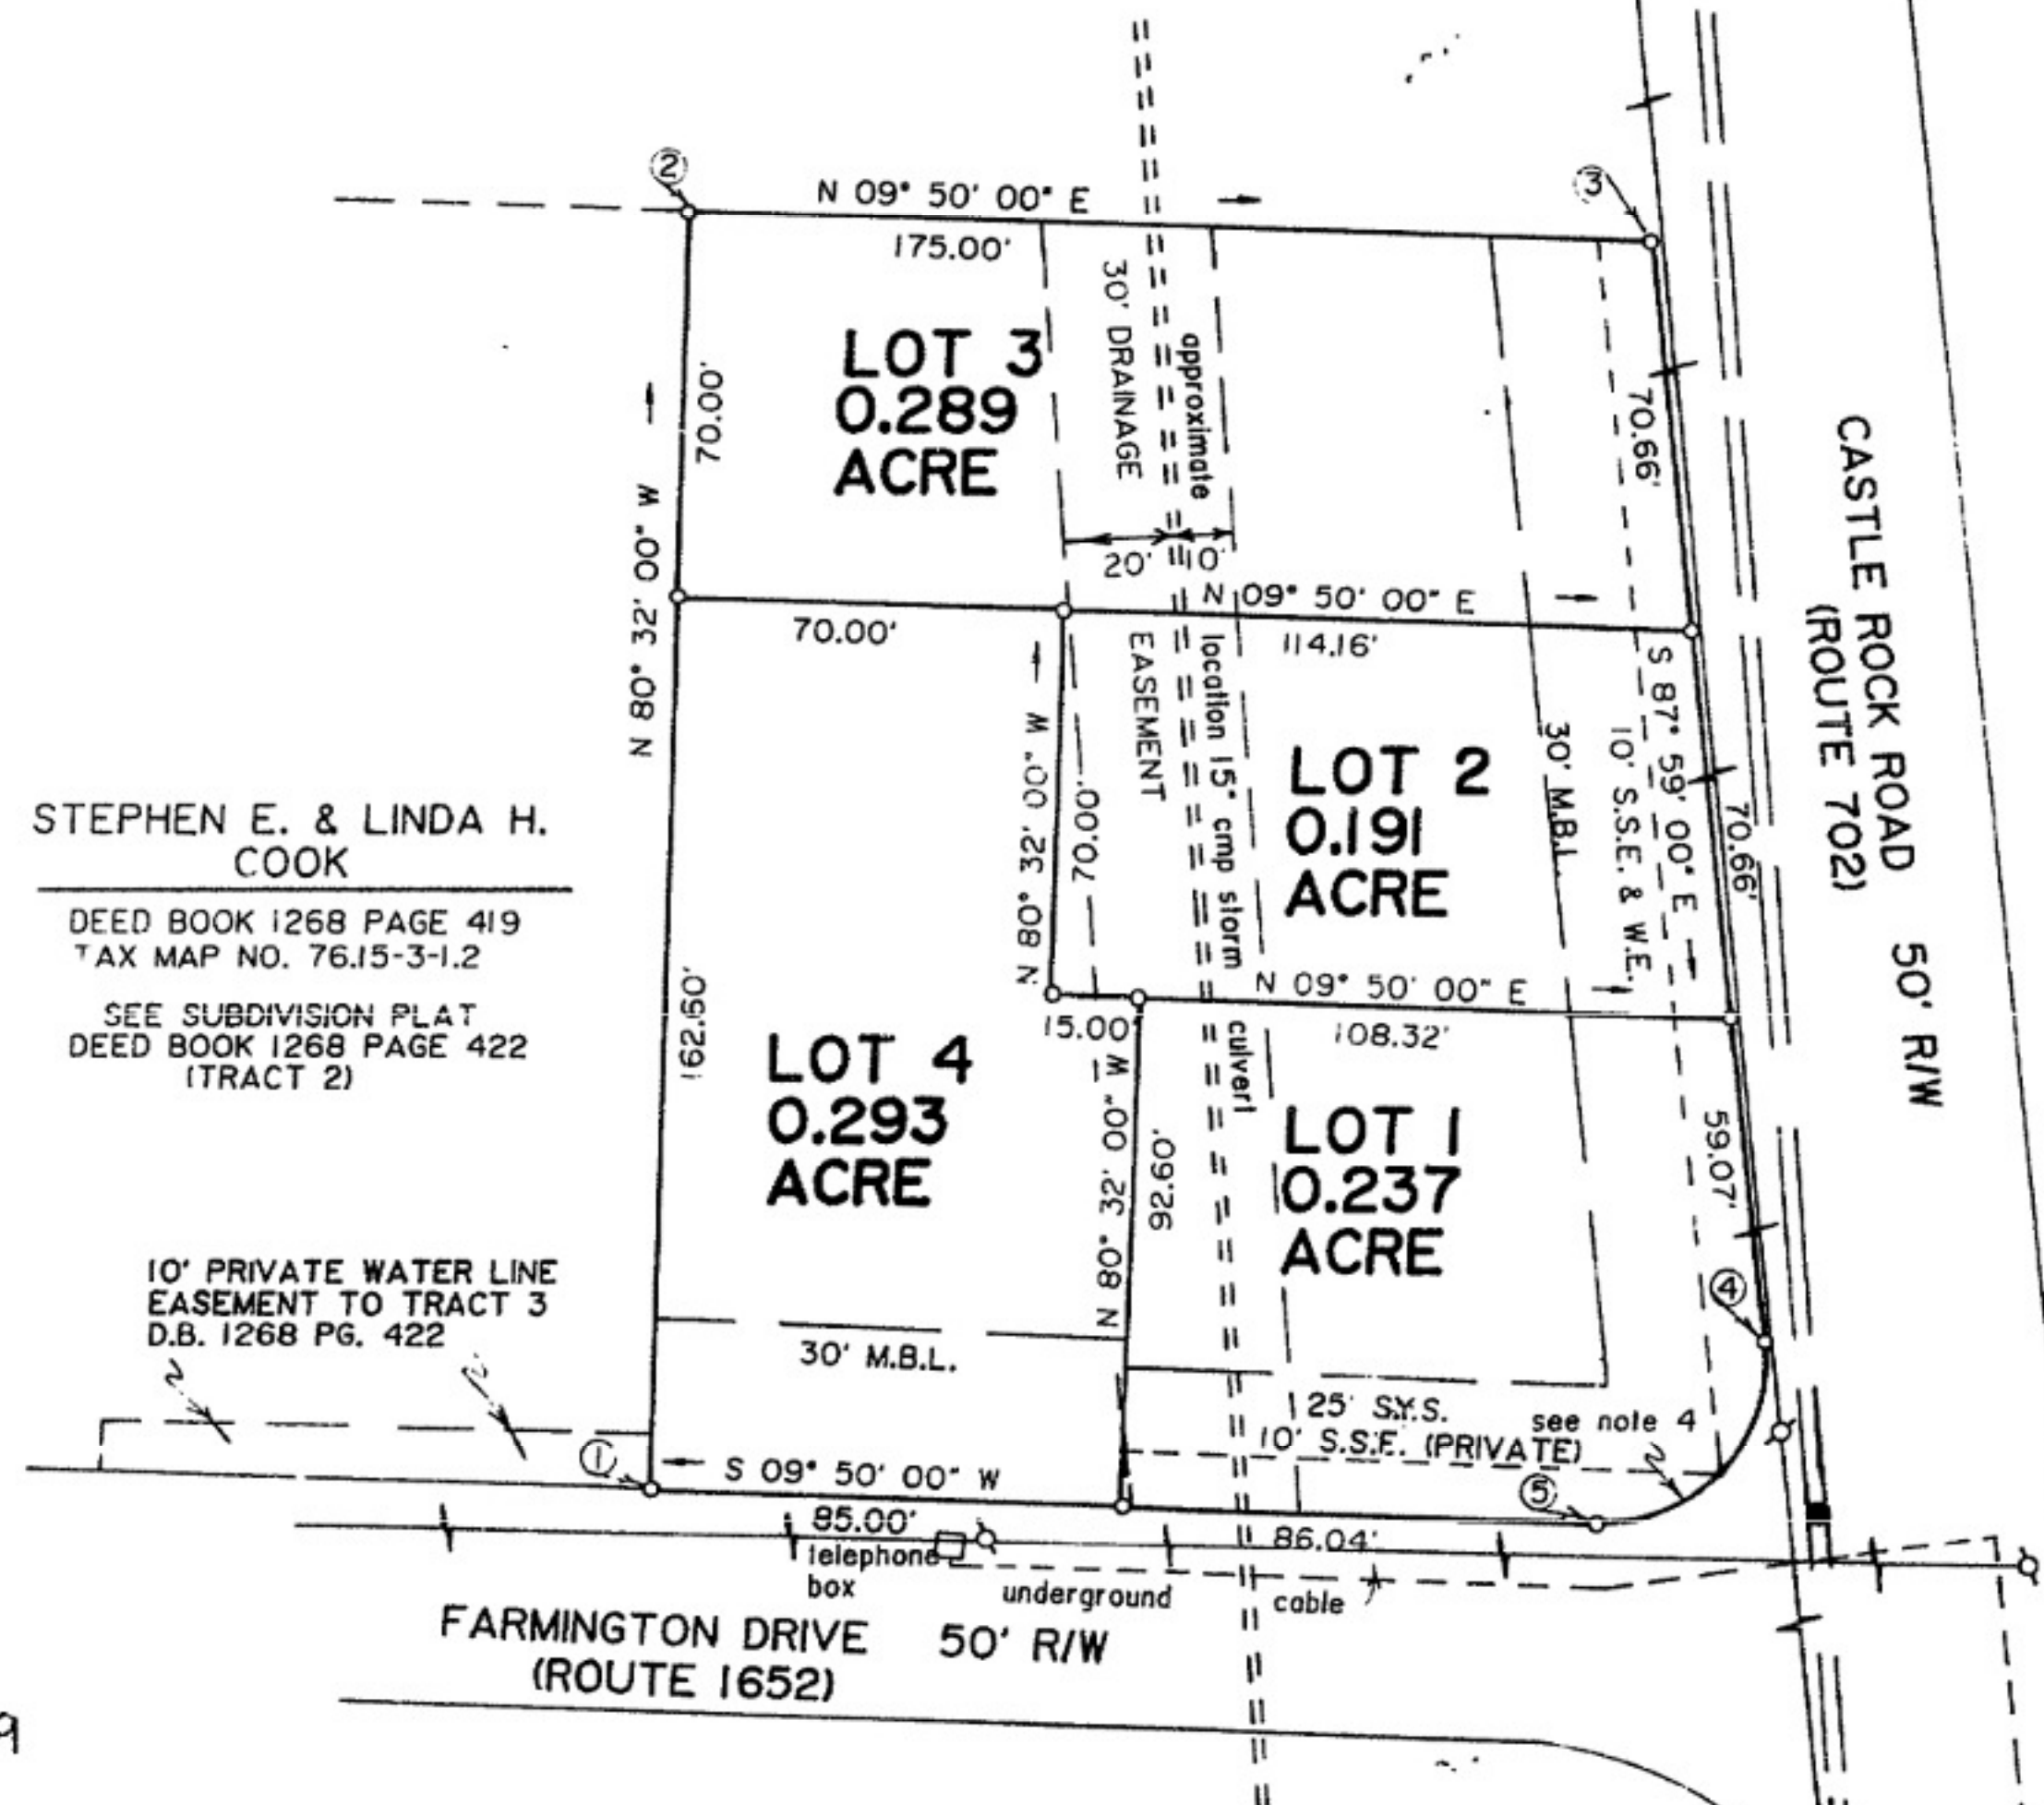 ②
N 09° 50' 00" E
③
175.00'
30' DRAINAGE
approximate
LOT 3
0.289
ACRE
70.00'
70.66'
20'
10'
N 80° 32' 00" W
N 09° 50' 00" E
70.00'
114.16'
EASEMENT
location 15" cmp storm
culvert
N 80° 32' 00" W
70.00'
LOT 2
0.191
ACRE
30' M.B.L.
10' S.S.E. & W.E.
S 87° 59' 00" E
70.66'
CASTLE ROCK ROAD 50' R/W
(ROUTE 702)
STEPHEN E. & LINDA H.
COOK
DEED BOOK 1268 PAGE 419
TAX MAP NO. 76.15-3-1.2
SEE SUBDIVISION PLAT
DEED BOOK 1268 PAGE 422
(TRACT 2)
162.60'
N 09° 50' 00" E
15.00'
108.32'
LOT 4
0.293
ACRE
N 80° 32' 00" W
92.60'
LOT 1
0.237
ACRE
59.07'
④
10' PRIVATE WATER LINE
EASEMENT TO TRACT 3
D.B. 1268 PG. 422
30' M.B.L.
25' S.Y.S.
see note 4
10' S.S.E. (PRIVATE)
①
S 09° 50' 00" W
⑤
85.00'
86.04'
telephone
box
underground
cable
FARMINGTON DRIVE 50' R/W
(ROUTE 1652)
9